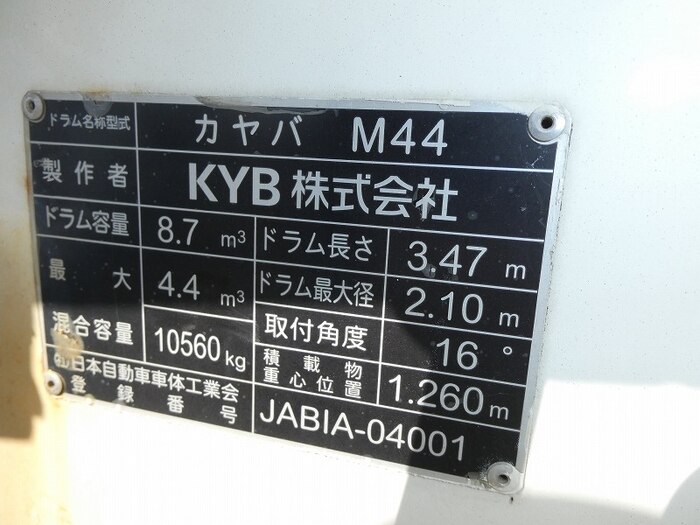 ドラム名称型式 カヤバ M44
製作者 KYB株式会社
ドラム容量 8.7 m³ ドラム長さ 3.47 m
最大 4.4 m³ ドラム最大径 2.10 m
混合容量 10560 kg 取付角度 16°
積載物重心位置 1.260 m
㈳日本自動車車体工業会
登録番号 JABIA-04001